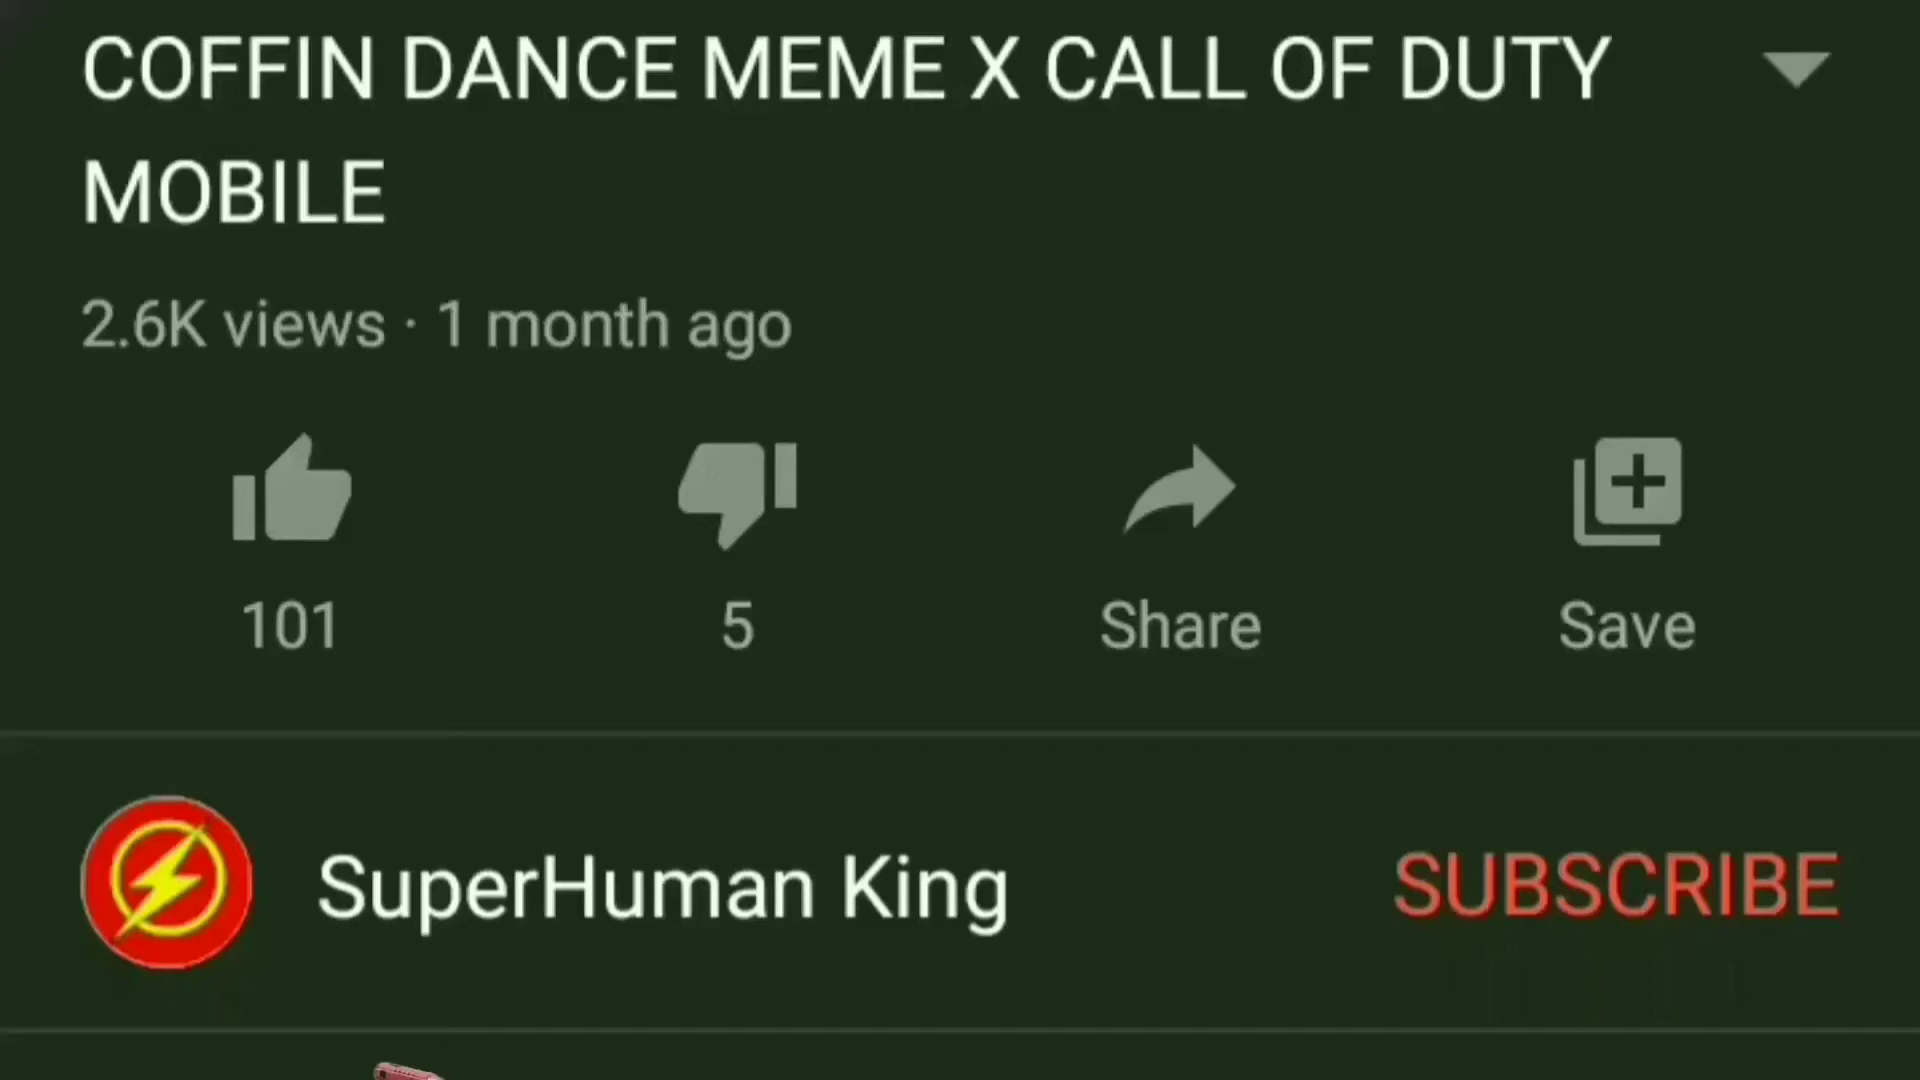 COFFIN DANCE MEME X CALL OF DUTY
MOBILE
2.6K views · 1 month ago
101
5
Share
Save
SuperHuman King
SUBSCRIBE